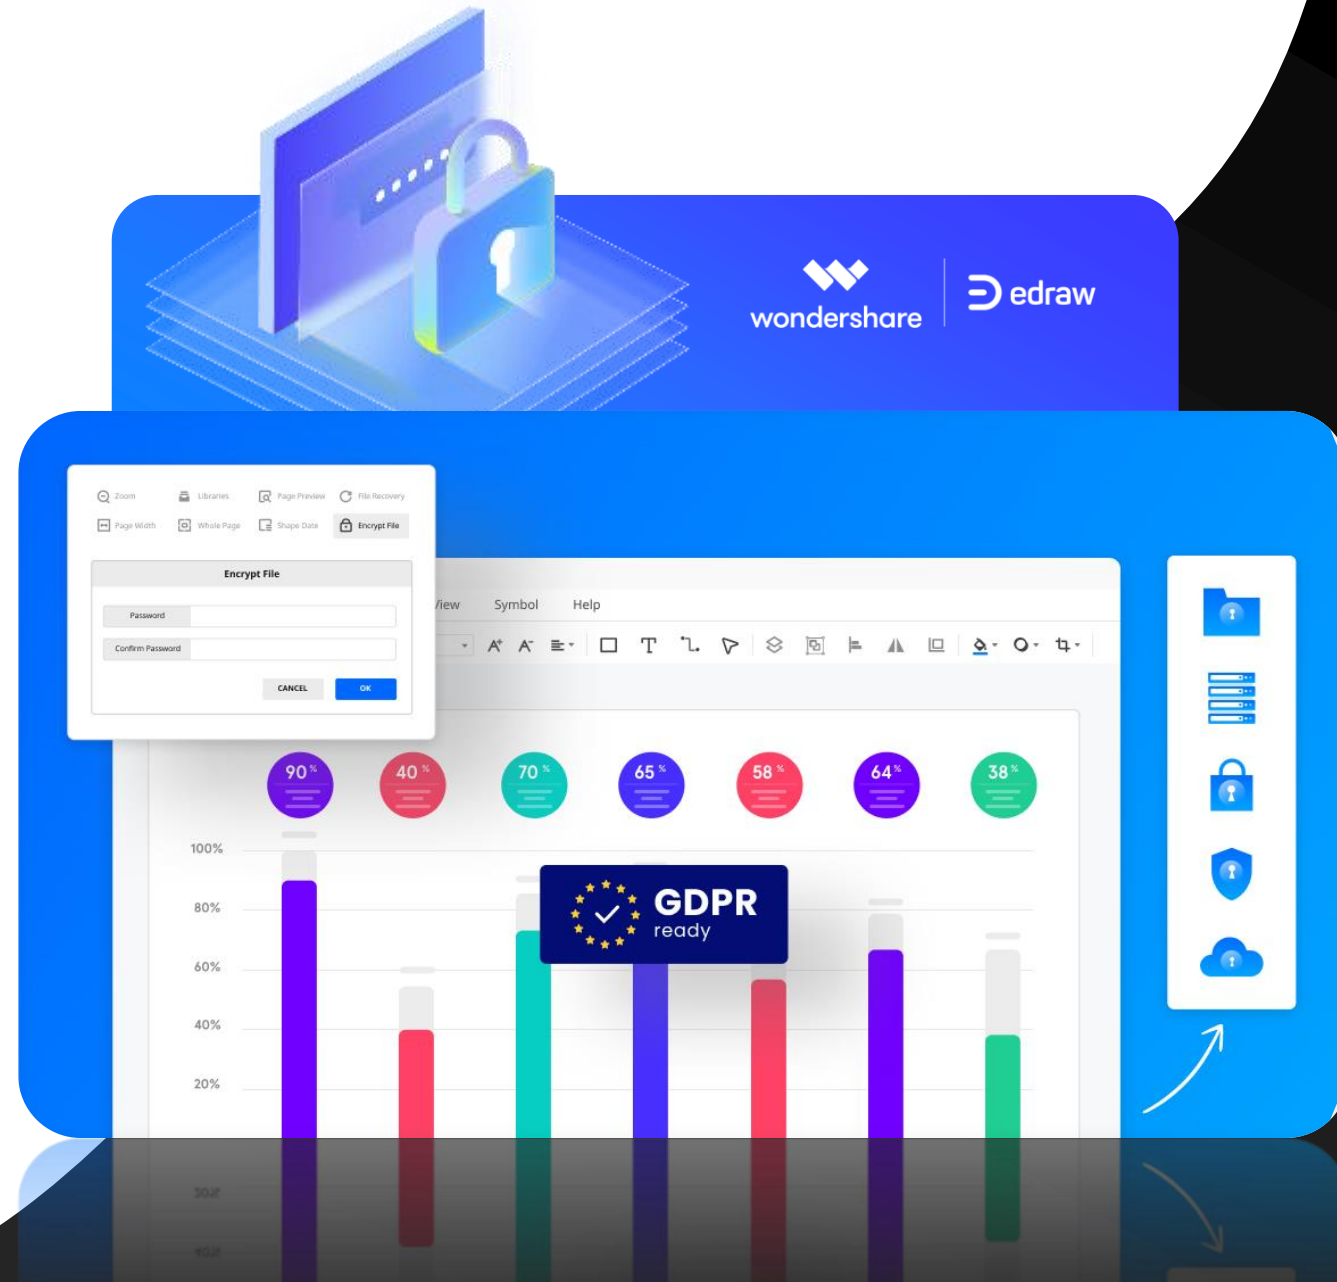 wondershare
edraw
Zoom Libraries Page Preview File Recovery
Page Width Whole Page Shape Date Encrypt File
Encrypt File
Password
Confirm Password
CANCEL OK
View Symbol Help
A+ A- T
90% 40% 70% 65% 58% 64% 38%
100%
80%
60%
40%
20%
GDPR
ready